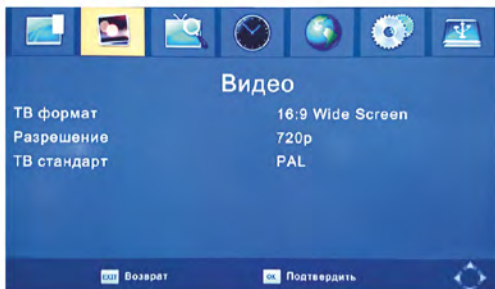 Видео
ТВ формат 16:9 Wide Screen
Разрешение 720p
ТВ стандарт PAL
EXIT Возврат OK Подтвердить